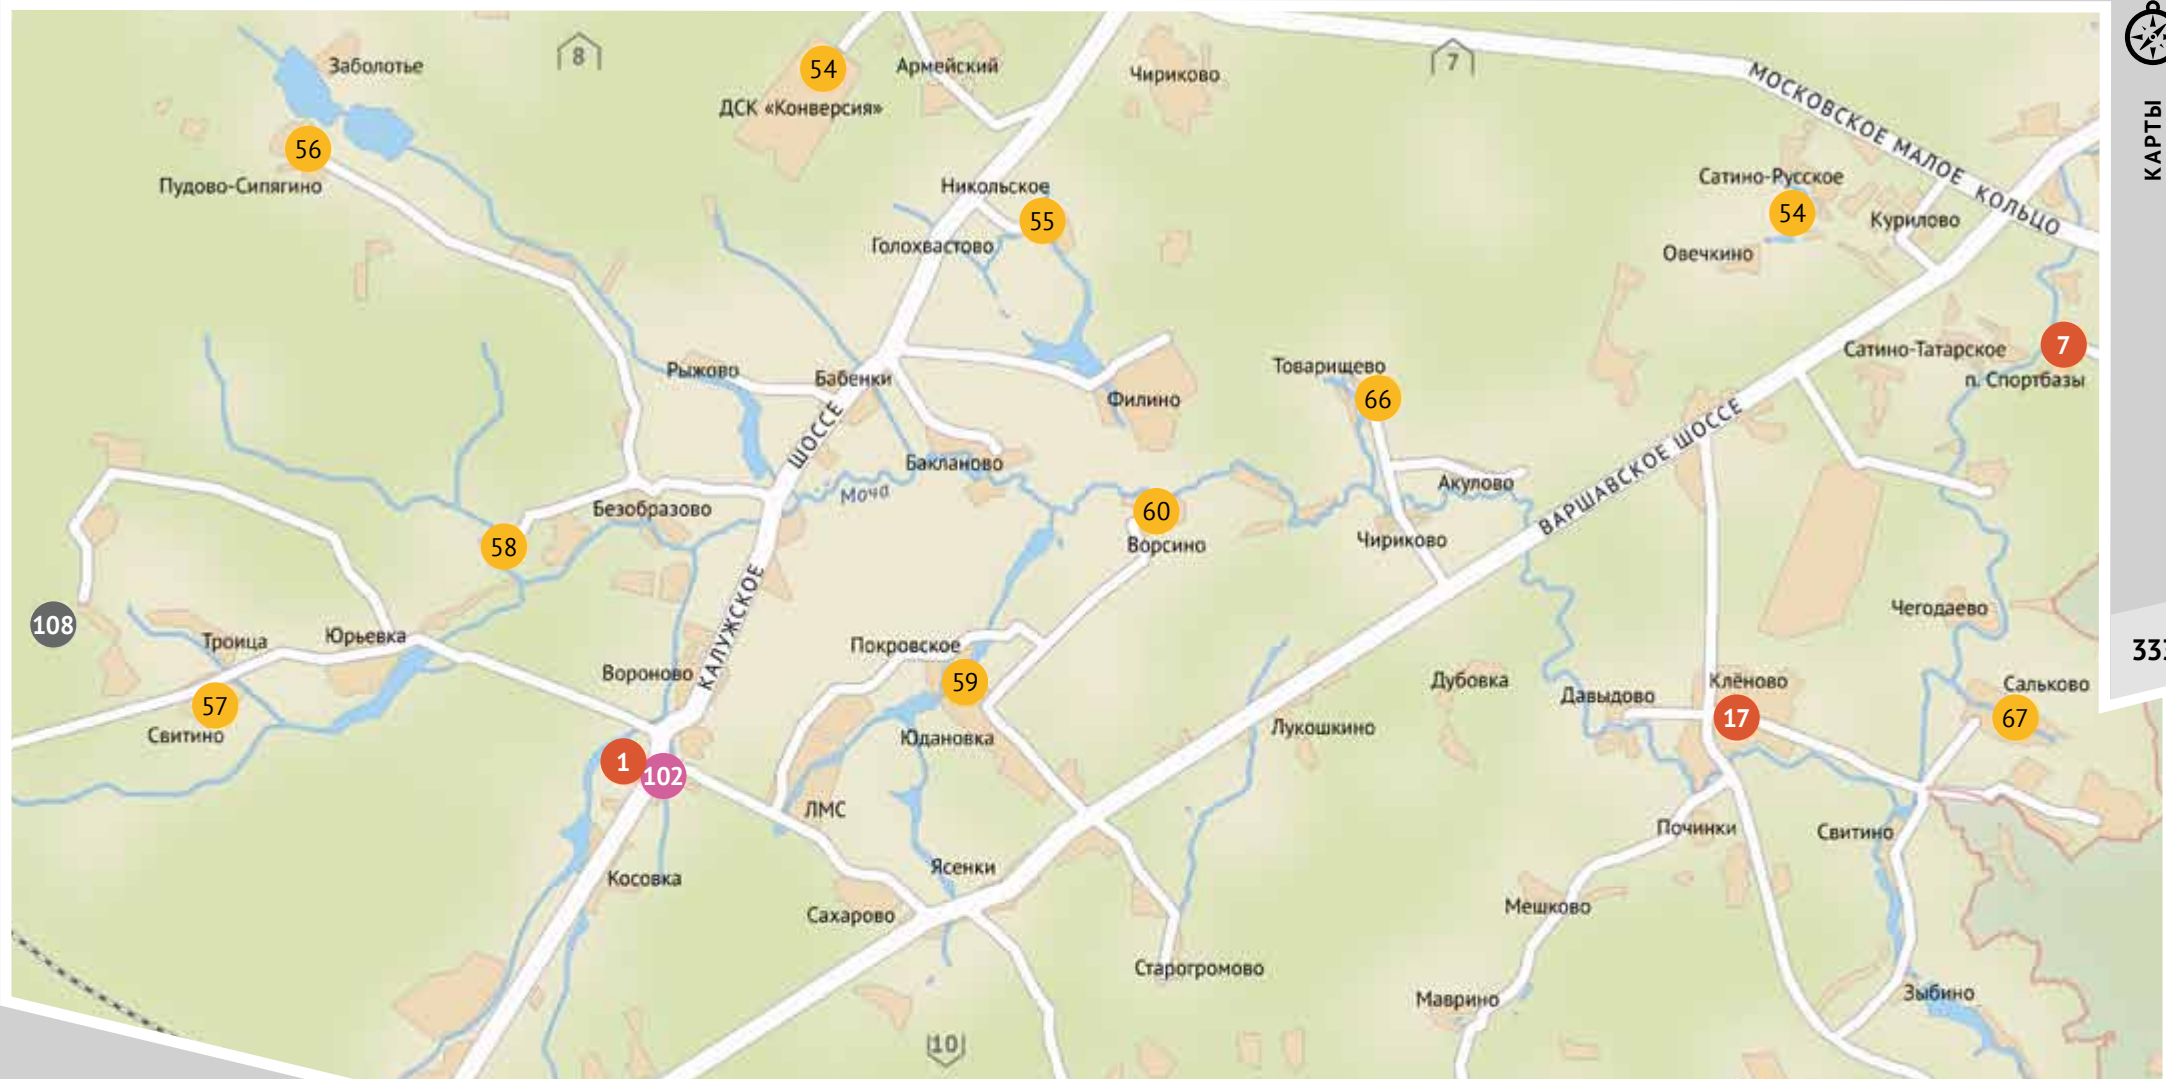 8
7
Заболотье
54
Армейский
Чириково
ДСК «Конверсия»
МОСКОВСКОЕ МАЛОЕ КОЛЬЦО
КАРТЫ
56
Пудово-Сипягино
Никольское
55
Голохвастово
Сатино-Русское
54
Курилово
Овечкино
Рыжово
Бабенки
Филино
Товарищево
66
Сатино-Татарское
7
п. Спортбазы
КАЛУЖСКОЕ ШОССЕ
ВАРШАВСКОЕ ШОССЕ
Бакланово
Моча
Акулово
Безобразово
58
60
Ворсино
Чириково
108
Троица
Юрьевка
Чегодаево
57
Свитино
Вороново
Покровское
59
Юдановка
Дубовка
Лукошкино
Давыдово
Клёново
17
Сальково
67
1
102
ЛМС
Починки
Свитино
Косовка
Ясенки
Сахарово
Мешково
Старогромово
Маврино
Зыбино
10